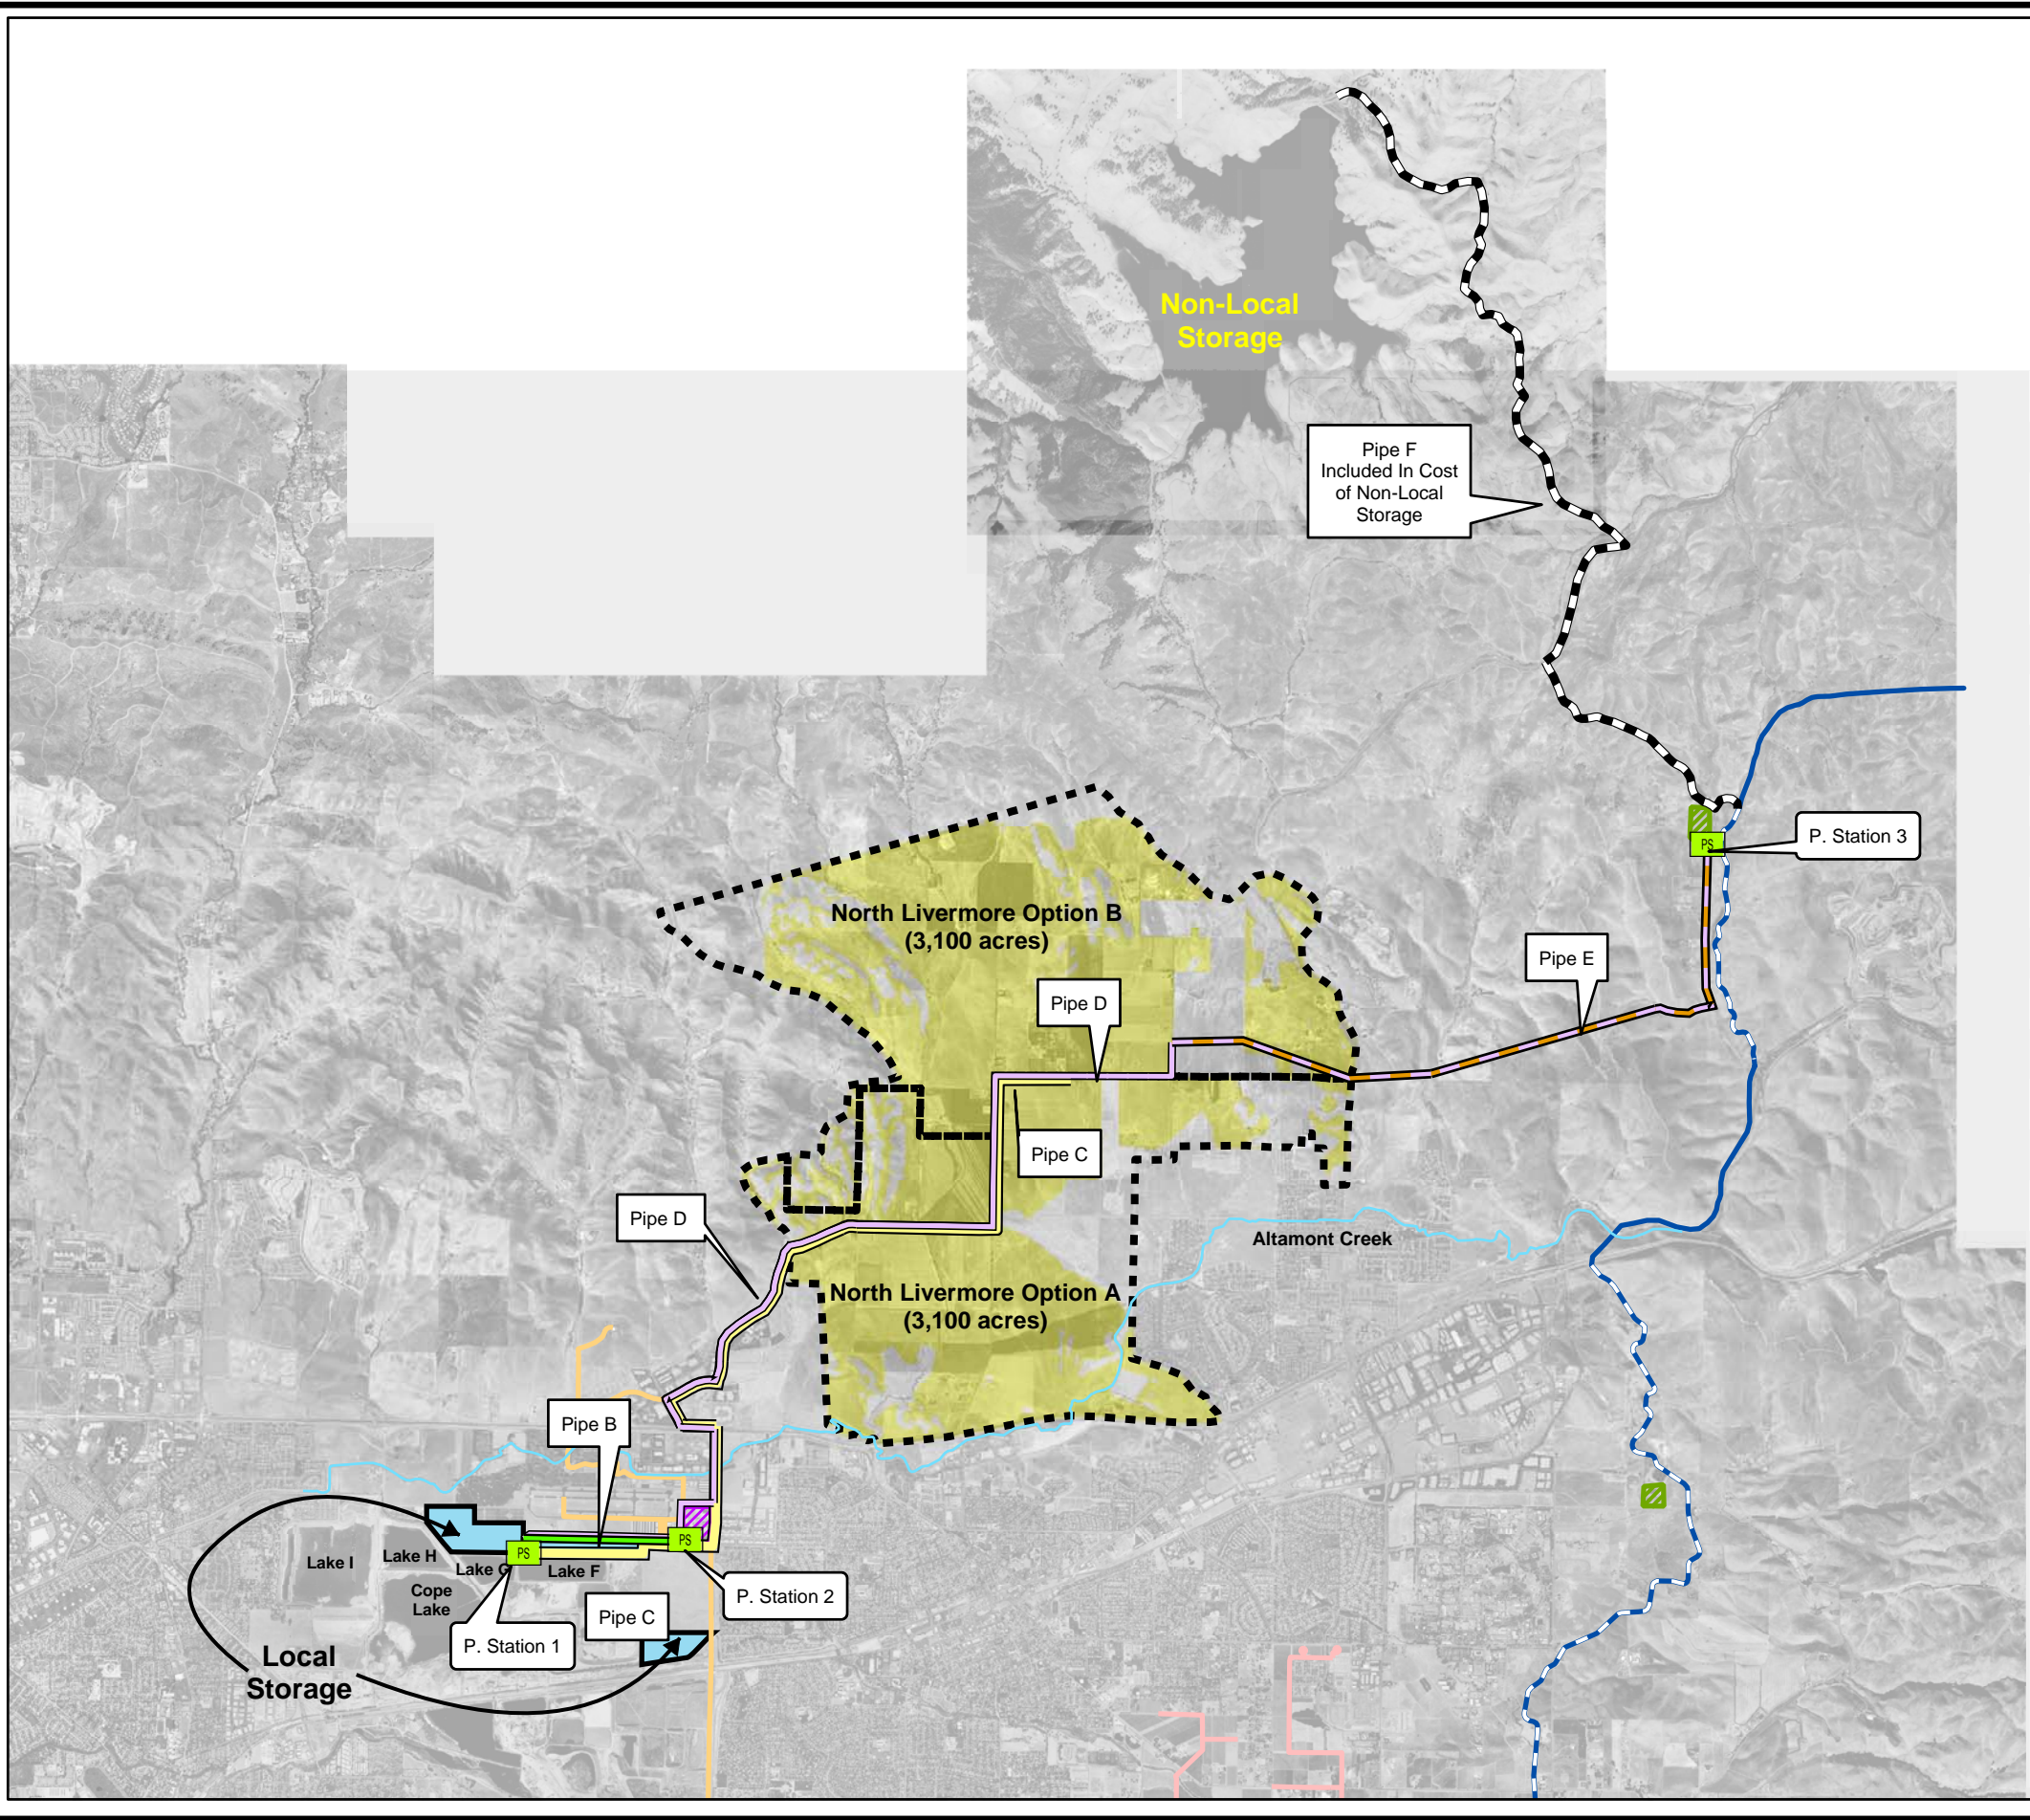 Non-Local
Storage
Pipe F
Included In Cost
of Non-Local
Storage
PS
P. Station 3
North Livermore Option B
(3,100 acres)
Pipe E
Pipe D
Pipe C
Pipe D
Altamont Creek
North Livermore Option A
(3,100 acres)
Pipe B
PS
PS
Lake I
Lake H
Lake G
Lake F
Cope
Lake
P. Station 2
Pipe C
P. Station 1
Local
Storage